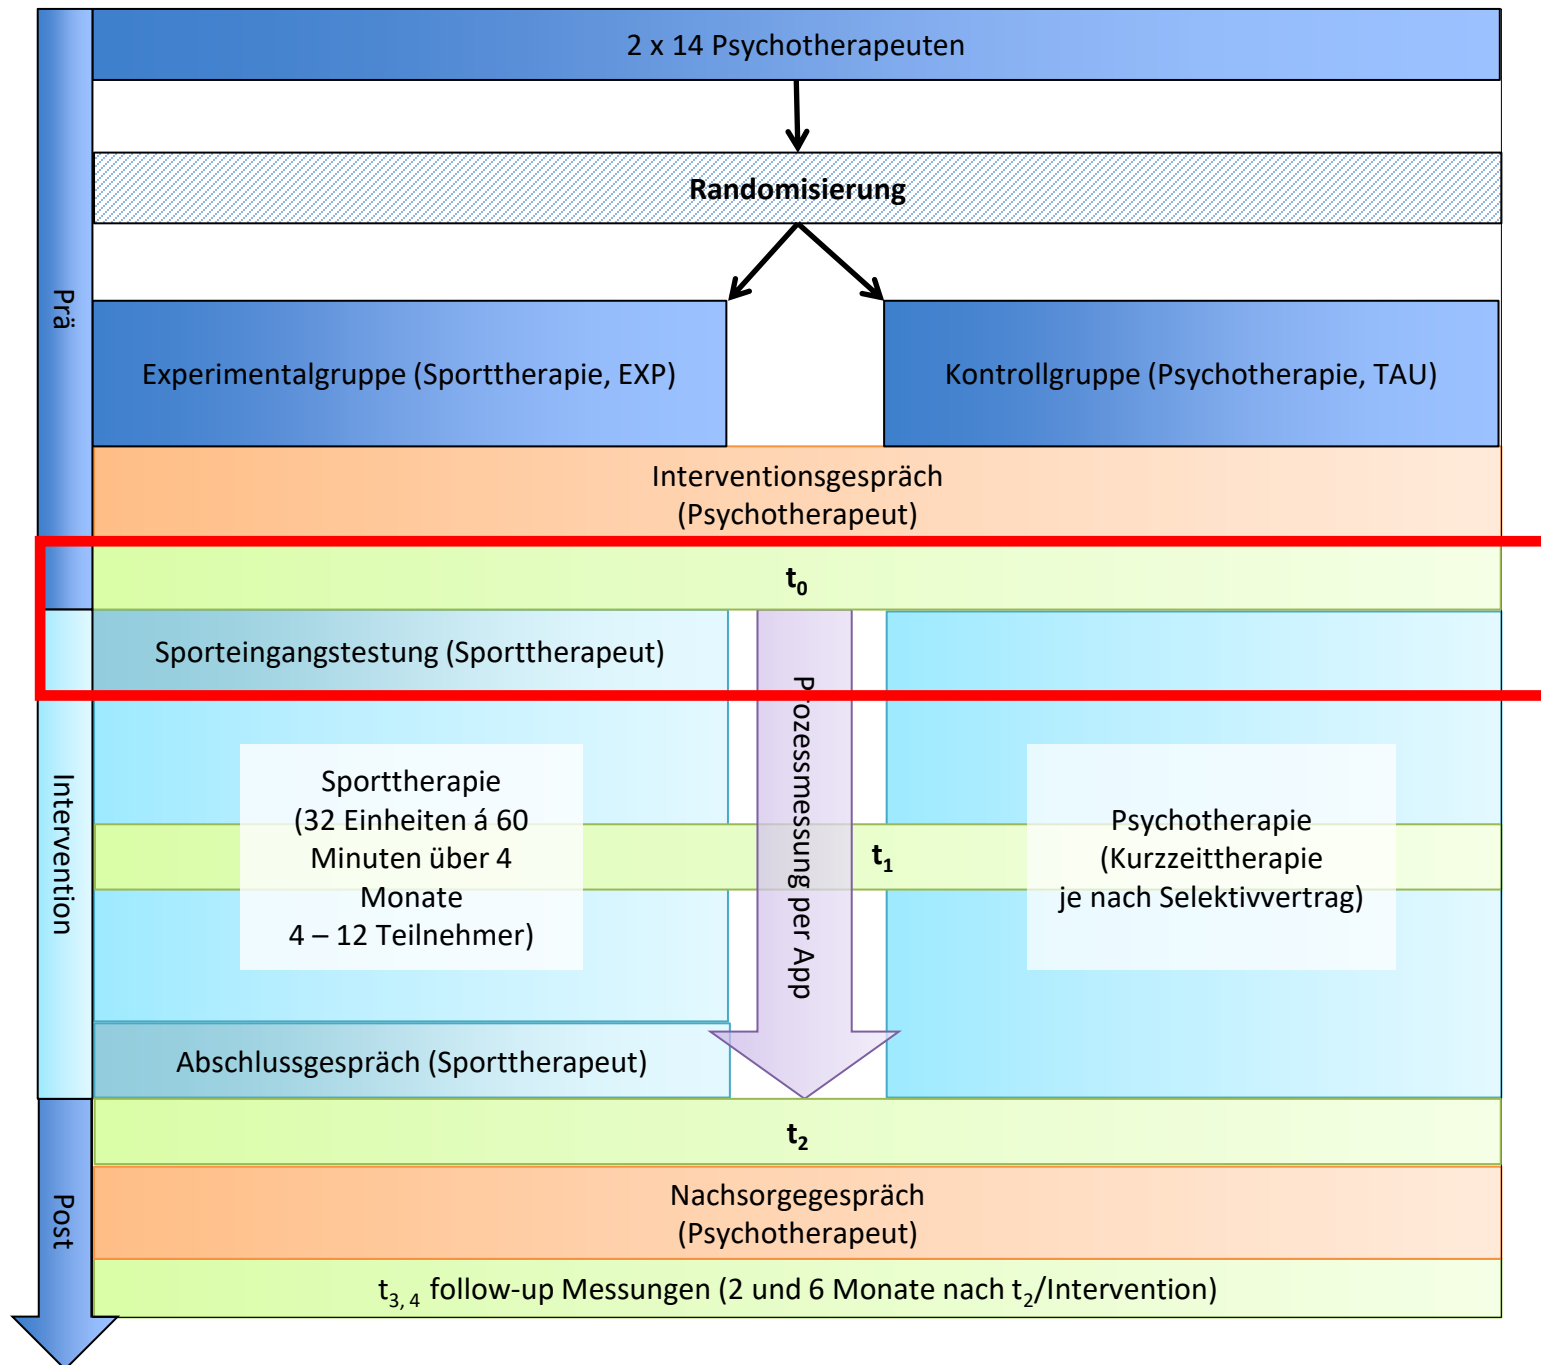 2 x 14 Psychotherapeuten
Randomisierung
Prä
Experimentalgruppe (Sporttherapie, EXP)
Kontrollgruppe (Psychotherapie, TAU)
Interventionsgespräch
(Psychotherapeut)
t0
Sporteingangstestung (Sporttherapeut)
Prozessmessung per App
Intervention
Sporttherapie
(32 Einheiten á 60
Minuten über 4
Monate
4 – 12 Teilnehmer)
t1
Psychotherapie
(Kurzzeittherapie
je nach Selektivvertrag)
Abschlussgespräch (Sporttherapeut)
t2
Post
Nachsorgegespräch
(Psychotherapeut)
t3, 4 follow-up Messungen (2 und 6 Monate nach t2/Intervention)